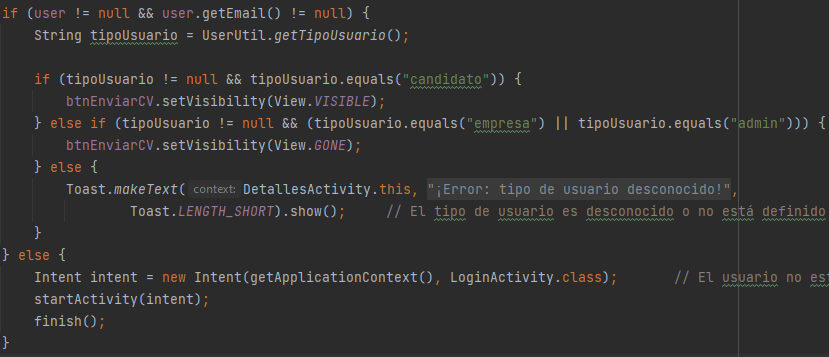 if (user != null && user.getEmail() != null) {
String tipoUsuario = UserUtil.getTipoUsuario();
if (tipoUsuario != null && tipoUsuario.equals("candidato")) {
btnEnviarCV.setVisibility(View.VISIBLE);
} else if (tipoUsuario != null && (tipoUsuario.equals("empresa") || tipoUsuario.equals("admin"))) {
btnEnviarCV.setVisibility(View.GONE);
} else {
Toast.makeText( context: DetallesActivity.this, "¡Error: tipo de usuario desconocido!",
Toast.LENGTH_SHORT).show(); // El tipo de usuario es desconocido o no está definido
}
} else {
Intent intent = new Intent(getApplicationContext(), LoginActivity.class); // El usuario no
startActivity(intent);
finish();
}